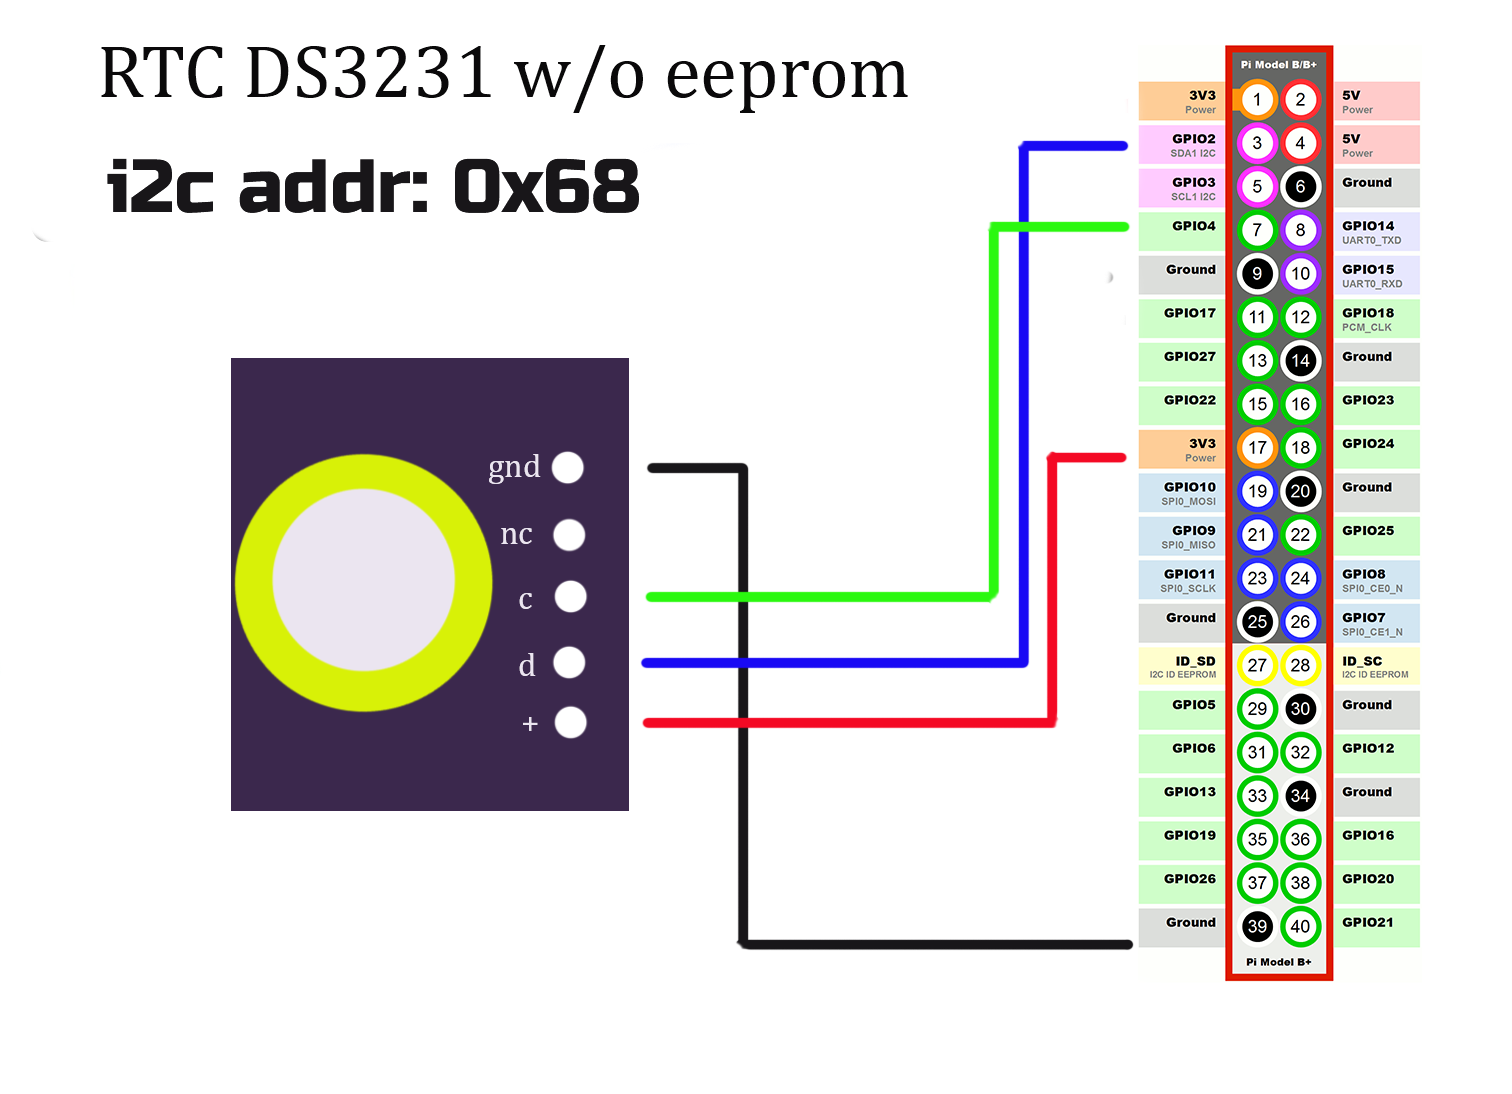 RTC DS3231 w/o eeprom
i2c addr: 0x68
gnd
nc
c
d
+
Pi Model B/B+
3V3 Power 1 2 5V Power
GPIO2 SDA1 I2C 3 4 5V Power
GPIO3 SCL1 I2C 5 6 Ground
GPIO4 7 8 GPIO14 UART0_TXD
Ground 9 10 GPIO15 UART0_RXD
GPIO17 11 12 GPIO18 PCM_CLK
GPIO27 13 14 Ground
GPIO22 15 16 GPIO23
3V3 Power 17 18 GPIO24
GPIO10 SPI0_MOSI 19 20 Ground
GPIO9 SPI0_MISO 21 22 GPIO25
GPIO11 SPI0_SCLK 23 24 GPIO8 SPI0_CE0_N
Ground 25 26 GPIO7 SPI0_CE1_N
ID_SD I2C ID EEPROM 27 28 ID_SC I2C ID EEPROM
GPIO5 29 30 Ground
GPIO6 31 32 GPIO12
GPIO13 33 34 Ground
GPIO19 35 36 GPIO16
GPIO26 37 38 GPIO20
Ground 39 40 GPIO21
Pi Model B+